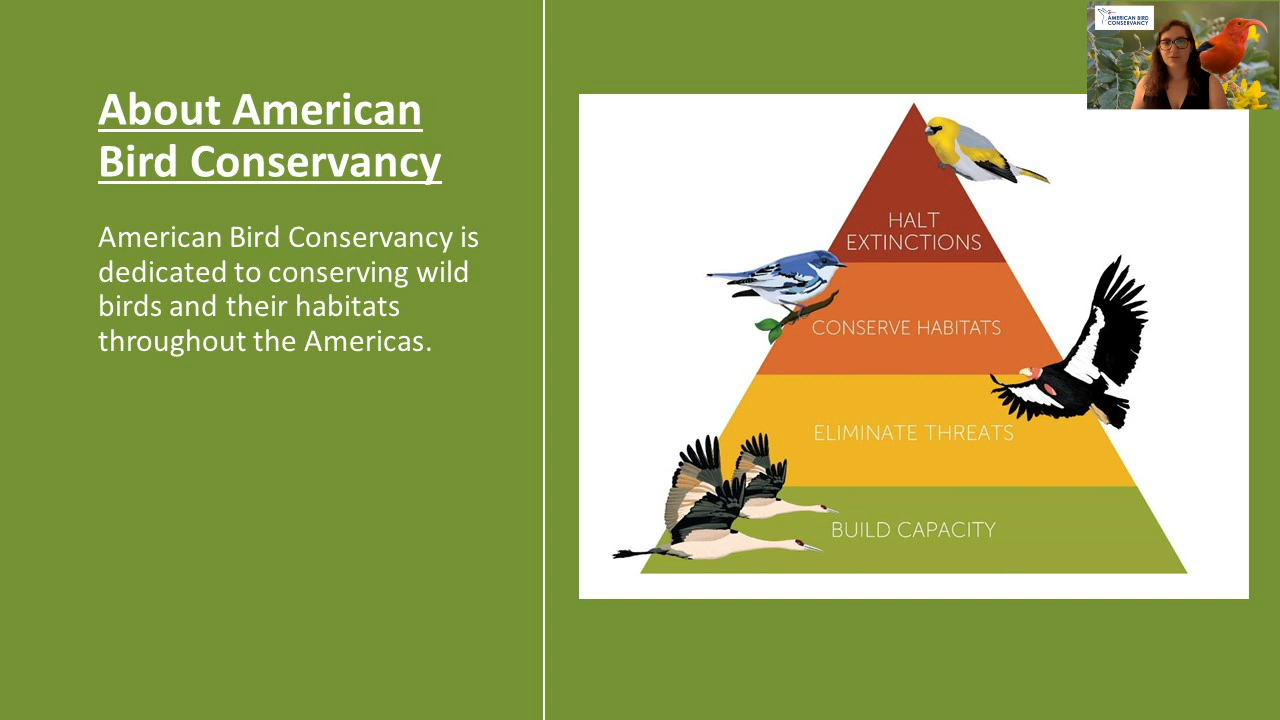 About American
Bird Conservancy
American Bird Conservancy is
dedicated to conserving wild
birds and their habitats
throughout the Americas.
HALT
EXTINCTIONS
CONSERVE HABITATS
ELIMINATE THREATS
BUILD CAPACITY
AMERICAN BIRD
CONSERVANCY